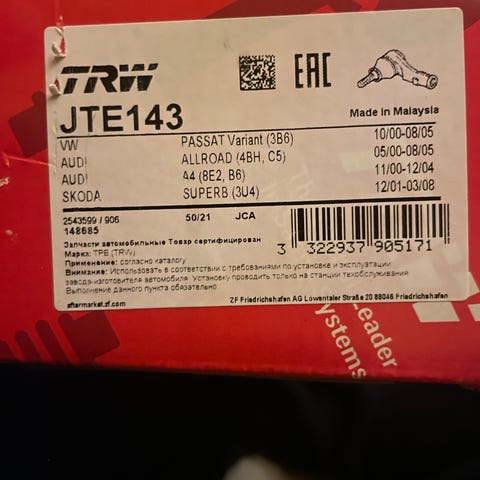 TRW
EAC
JTE143
Made in Malaysia
VW PASSAT Variant (3B6) 10/00-08/05
AUDI ALLROAD (4BH, C5) 05/00-08/05
AUDI A4 (8E2, B6) 11/00-12/04
SKODA SUPERB (3U4) 12/01-03/08
2543599 / 906 50/21 JCA
148685
Запчасти автомобильные Товар сертифицирован
Марка: ТРВ (TRW)
Применение: согласно каталогу
Внимание: Использовать в соответствии с требованиями по установке и эксплуатации
завода-изготовителя автомобиля. Установку проводить только на станции техобслуживания
Выполнение данного пункта обязательно
3 322937 905171
aftermarket.zf.com
ZF Friedrichshafen AG Löwentaler Straße 20 88046 Friedrichshafen
Leader
ystems